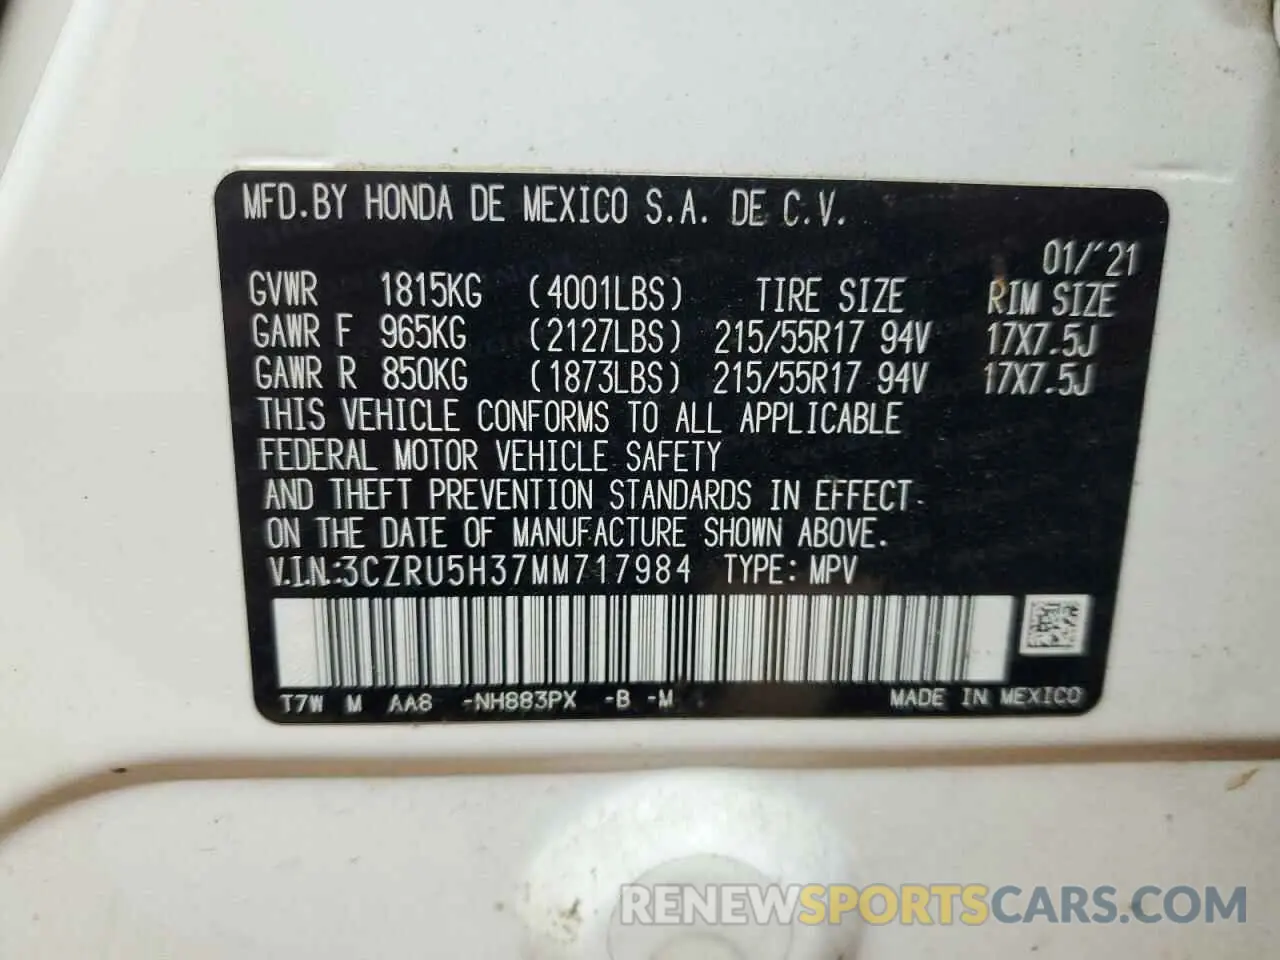 MFD.BY HONDA DE MEXICO S.A. DE C.V.
01/'21
GVWR 1815KG (4001LBS) TIRE SIZE RIM SIZE
GAWR F 965KG (2127LBS) 215/55R17 94V 17X7.5J
GAWR R 850KG (1873LBS) 215/55R17 94V 17X7.5J
THIS VEHICLE CONFORMS TO ALL APPLICABLE
FEDERAL MOTOR VEHICLE SAFETY
AND THEFT PREVENTION STANDARDS IN EFFECT
ON THE DATE OF MANUFACTURE SHOWN ABOVE.
V.I.N.:3CZRU5H37MM717984 TYPE: MPV
T7W M AA8 -NH883PX -B -M MADE IN MEXICO
RENEWSPORTSCARS.COM